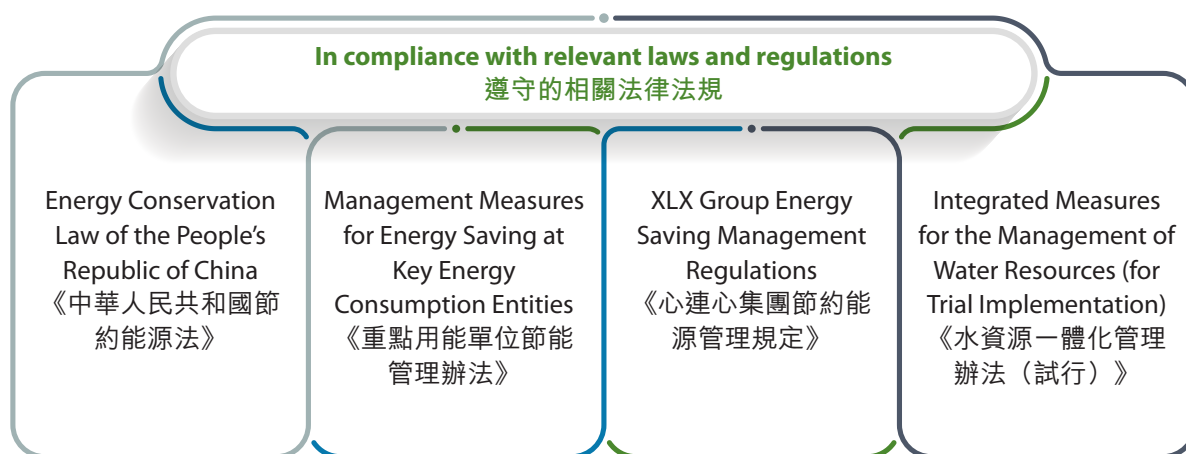 In compliance with relevant laws and regulations
遵守的相關法律法規
Energy Conservation
Law of the People's
Republic of China
《中華人民共和國節
約能源法》
Management Measures
for Energy Saving at
Key Energy
Consumption Entities
《重點用能單位節能
管理辦法》
XLX Group Energy
Saving Management
Regulations
《心連心集團節約能
源管理規定》
Integrated Measures
for the Management of
Water Resources (for
Trial Implementation)
《水資源一體化管理
辦法（試行）》